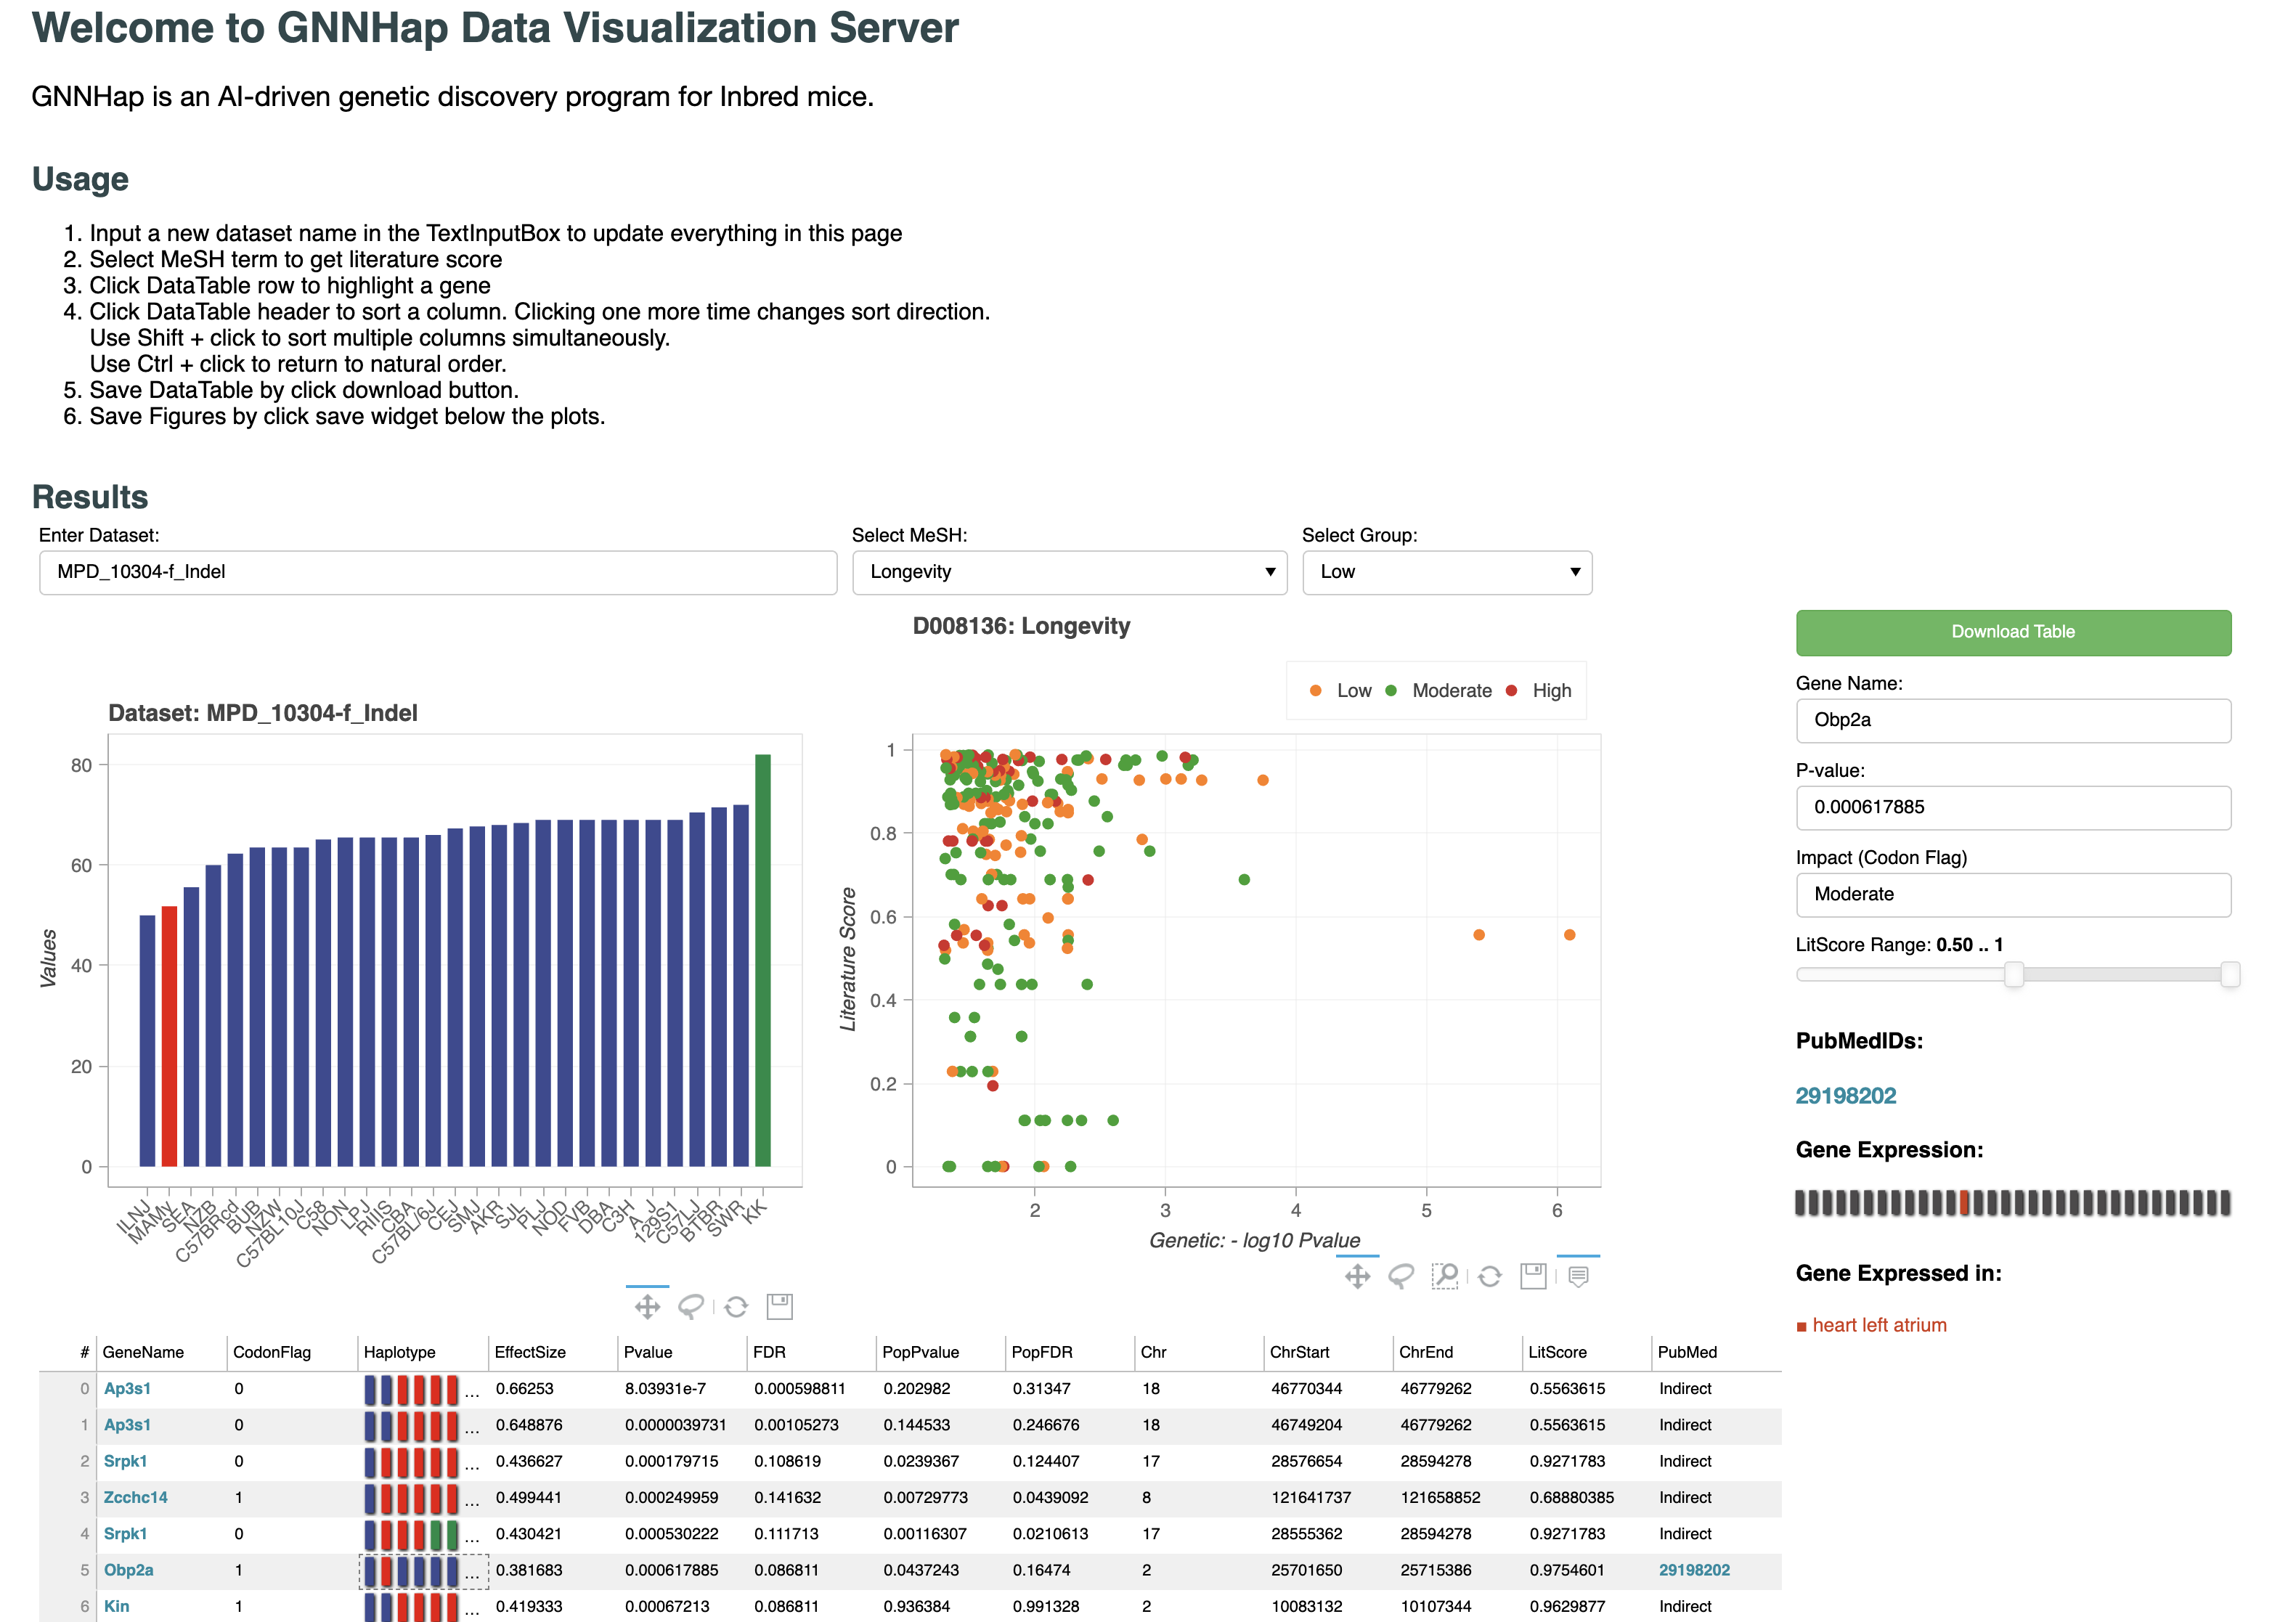 Welcome to GNNHap Data Visualization Server
GNNHap is an AI-driven genetic discovery program for Inbred mice.
Usage
1. Input a new dataset name in the TextInputBox to update everything in this page
2. Select MeSH term to get literature score
3. Click DataTable row to highlight a gene
4. Click DataTable header to sort a column. Clicking one more time changes sort direction.
Use Shift + click to sort multiple columns simultaneously.
Use Ctrl + click to return to natural order.
5. Save DataTable by click download button.
6. Save Figures by click save widget below the plots.
Results
Enter Dataset: Select MeSH: Select Group:
MPD_10304-f_Indel Longevity Low
Dataset: MPD_10304-f_Indel
Values
80
60
40
20
0
ILNJ MAMy SEA NZB C57BRcd BUB NZW C57BL10J C58 NON LPJ RIIIS CBA C57BL/6J CEJ SMJ AKR SJL PLJ NOD FVB DBA C3H A_J 129S1 C57LJ BTBR SWR KK
D008136: Longevity
Low Moderate High
Literature Score
1
0.8
0.6
0.4
0.2
0
2 3 4 5 6
Genetic: - log10 Pvalue
Download Table
Gene Name:
Obp2a
P-value:
0.000617885
Impact (Codon Flag)
Moderate
LitScore Range: 0.50 .. 1
PubMedIDs:
29198202
Gene Expression:
Gene Expressed in:
heart left atrium
# GeneName CodonFlag Haplotype EffectSize Pvalue FDR PopPvalue PopFDR Chr ChrStart ChrEnd LitScore PubMed
0 Ap3s1 0 ... 0.66253 8.03931e-7 0.000598811 0.202982 0.31347 18 46770344 46779262 0.5563615 Indirect
1 Ap3s1 0 ... 0.648876 0.0000039731 0.00105273 0.144533 0.246676 18 46749204 46779262 0.5563615 Indirect
2 Srpk1 0 ... 0.436627 0.000179715 0.108619 0.0239367 0.124407 17 28576654 28594278 0.9271783 Indirect
3 Zcchc14 1 ... 0.499441 0.000249959 0.141632 0.00729773 0.0439092 8 121641737 121658852 0.68880385 Indirect
4 Srpk1 0 ... 0.430421 0.000530222 0.111713 0.00116307 0.0210613 17 28555362 28594278 0.9271783 Indirect
5 Obp2a 1 ... 0.381683 0.000617885 0.086811 0.0437243 0.16474 2 25701650 25715386 0.9754601 29198202
6 Kin 1 ... 0.419333 0.00067213 0.086811 0.936384 0.991328 2 10083132 10107344 0.9629877 Indirect